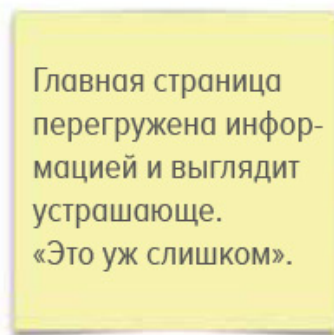 Главная страница
перегружена инфор-
мацией и выглядит
устрашающе.
«Это уж слишком».